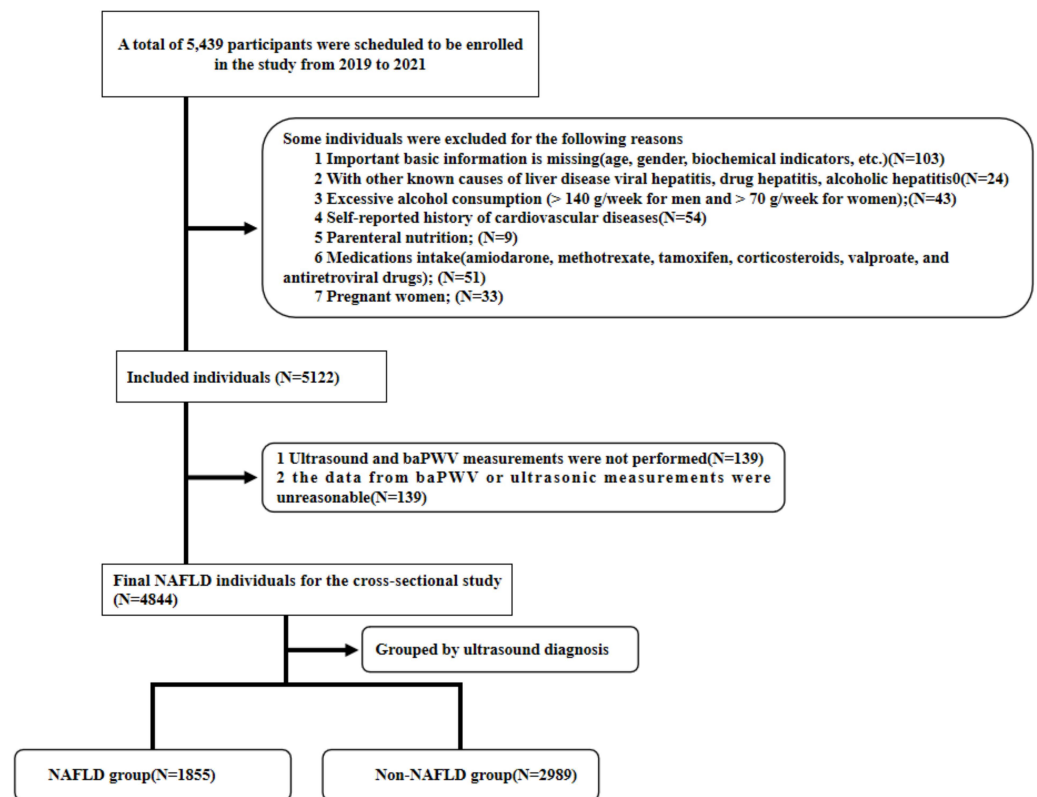 A total of 5,439 participants were scheduled to be enrolled
in the study from 2019 to 2021
Some individuals were excluded for the following reasons
1 Important basic information is missing(age, gender, biochemical indicators, etc.)(N=103)
2 With other known causes of liver disease viral hepatitis, drug hepatitis, alcoholic hepatitis0(N=24)
3 Excessive alcohol consumption (> 140 g/week for men and > 70 g/week for women);(N=43)
4 Self-reported history of cardiovascular diseases(N=54)
5 Parenteral nutrition; (N=9)
6 Medications intake(amiodarone, methotrexate, tamoxifen, corticosteroids, valproate, and
antiretroviral drugs); (N=51)
7 Pregnant women; (N=33)
Included individuals (N=5122)
1 Ultrasound and baPWV measurements were not performed(N=139)
2 the data from baPWV or ultrasonic measurements were
unreasonable(N=139)
Final NAFLD individuals for the cross-sectional study
(N=4844)
Grouped by ultrasound diagnosis
NAFLD group(N=1855)
Non-NAFLD group(N=2989)